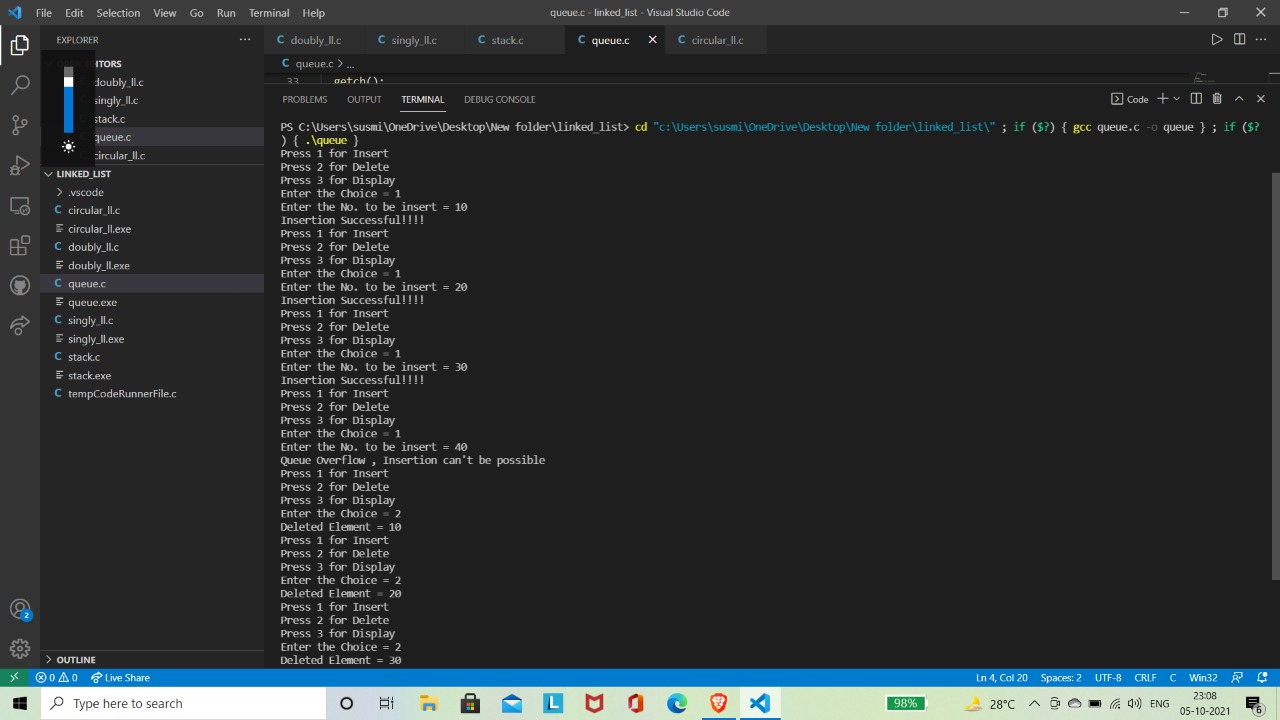 File Edit Selection View Go Run Terminal Help queue.c - linked_list - Visual Studio Code
EXPLORER
doubly_ll.c singly_ll.c stack.c queue.c circular_ll.c
queue.c > ...
EDITORS
doubly_ll.c
singly_ll.c
stack.c
queue.c
circular_ll.c
LINKED_LIST
.vscode
circular_ll.c
circular_ll.exe
doubly_ll.c
doubly_ll.exe
queue.c
queue.exe
singly_ll.c
singly_ll.exe
stack.c
stack.exe
tempCodeRunnerFile.c
OUTLINE
33 getch();
PROBLEMS OUTPUT TERMINAL DEBUG CONSOLE Code
PS C:\Users\susmi\OneDrive\Desktop\New folder\linked_list> cd "c:\Users\susmi\OneDrive\Desktop\New folder\linked_list\" ; if ($?) { gcc queue.c -o queue } ; if ($?
) { .\queue }
Press 1 for Insert
Press 2 for Delete
Press 3 for Display
Enter the Choice = 1
Enter the No. to be insert = 10
Insertion Successful!!!!
Press 1 for Insert
Press 2 for Delete
Press 3 for Display
Enter the Choice = 1
Enter the No. to be insert = 20
Insertion Successful!!!!
Press 1 for Insert
Press 2 for Delete
Press 3 for Display
Enter the Choice = 1
Enter the No. to be insert = 30
Insertion Successful!!!!
Press 1 for Insert
Press 2 for Delete
Press 3 for Display
Enter the Choice = 1
Enter the No. to be insert = 40
Queue Overflow , Insertion can't be possible
Press 1 for Insert
Press 2 for Delete
Press 3 for Display
Enter the Choice = 2
Deleted Element = 10
Press 1 for Insert
Press 2 for Delete
Press 3 for Display
Enter the Choice = 2
Deleted Element = 20
Press 1 for Insert
Press 2 for Delete
Press 3 for Display
Enter the Choice = 2
Deleted Element = 30
2
0 0 Live Share Ln 4, Col 20 Spaces: 2 UTF-8 CRLF C Win32
Type here to search 98% 28°C ENG 23:08
05-10-2021 6